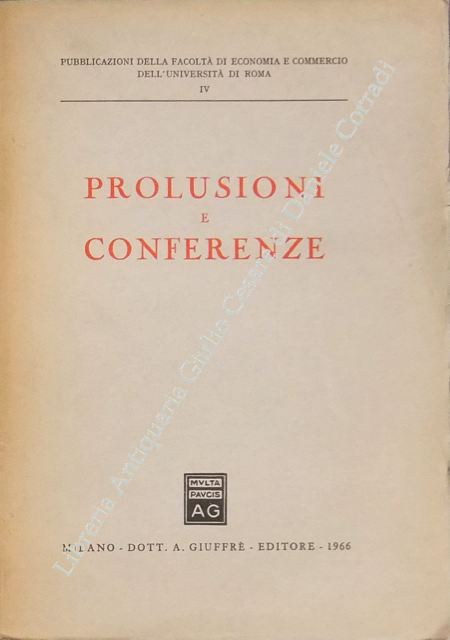 PUBBLICAZIONI DELLA FACOLTÀ DI ECONOMIA E COMMERCIO
DELL'UNIVERSITÀ DI ROMA
IV
PROLUSIONI
E
CONFERENZE
MVLTA
PAVCIS
AG
MILANO - DOTT. A. GIUFFRÈ - EDITORE - 1966
Libreria Antiquaria Giulio Cesare di Daniele Corradi